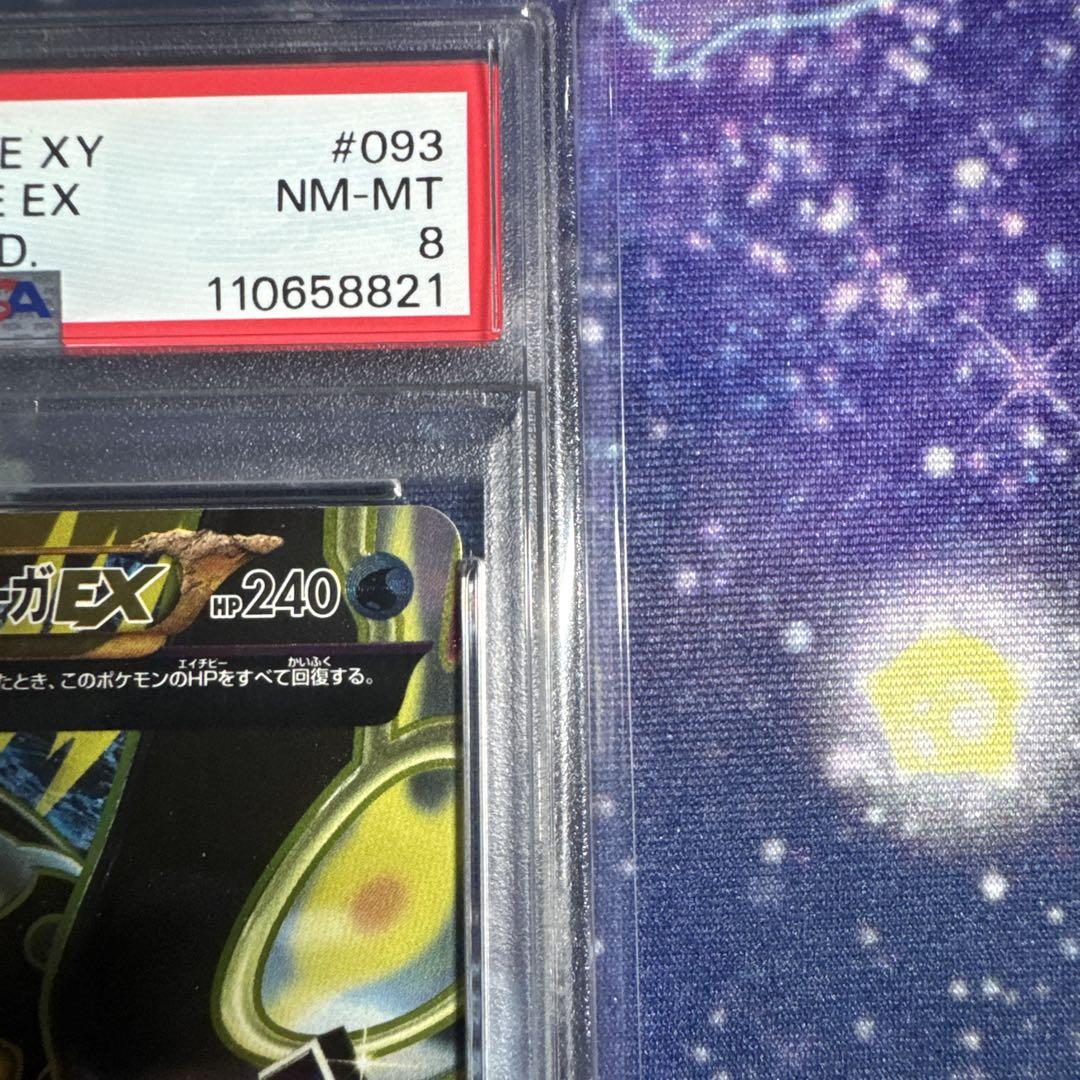 E XY #093
E EX NM-MT
D. 8
SA 110658821
ーガEX HP240
エイチピー かいふく
たとき、このポケモンのHPをすべて回復する。